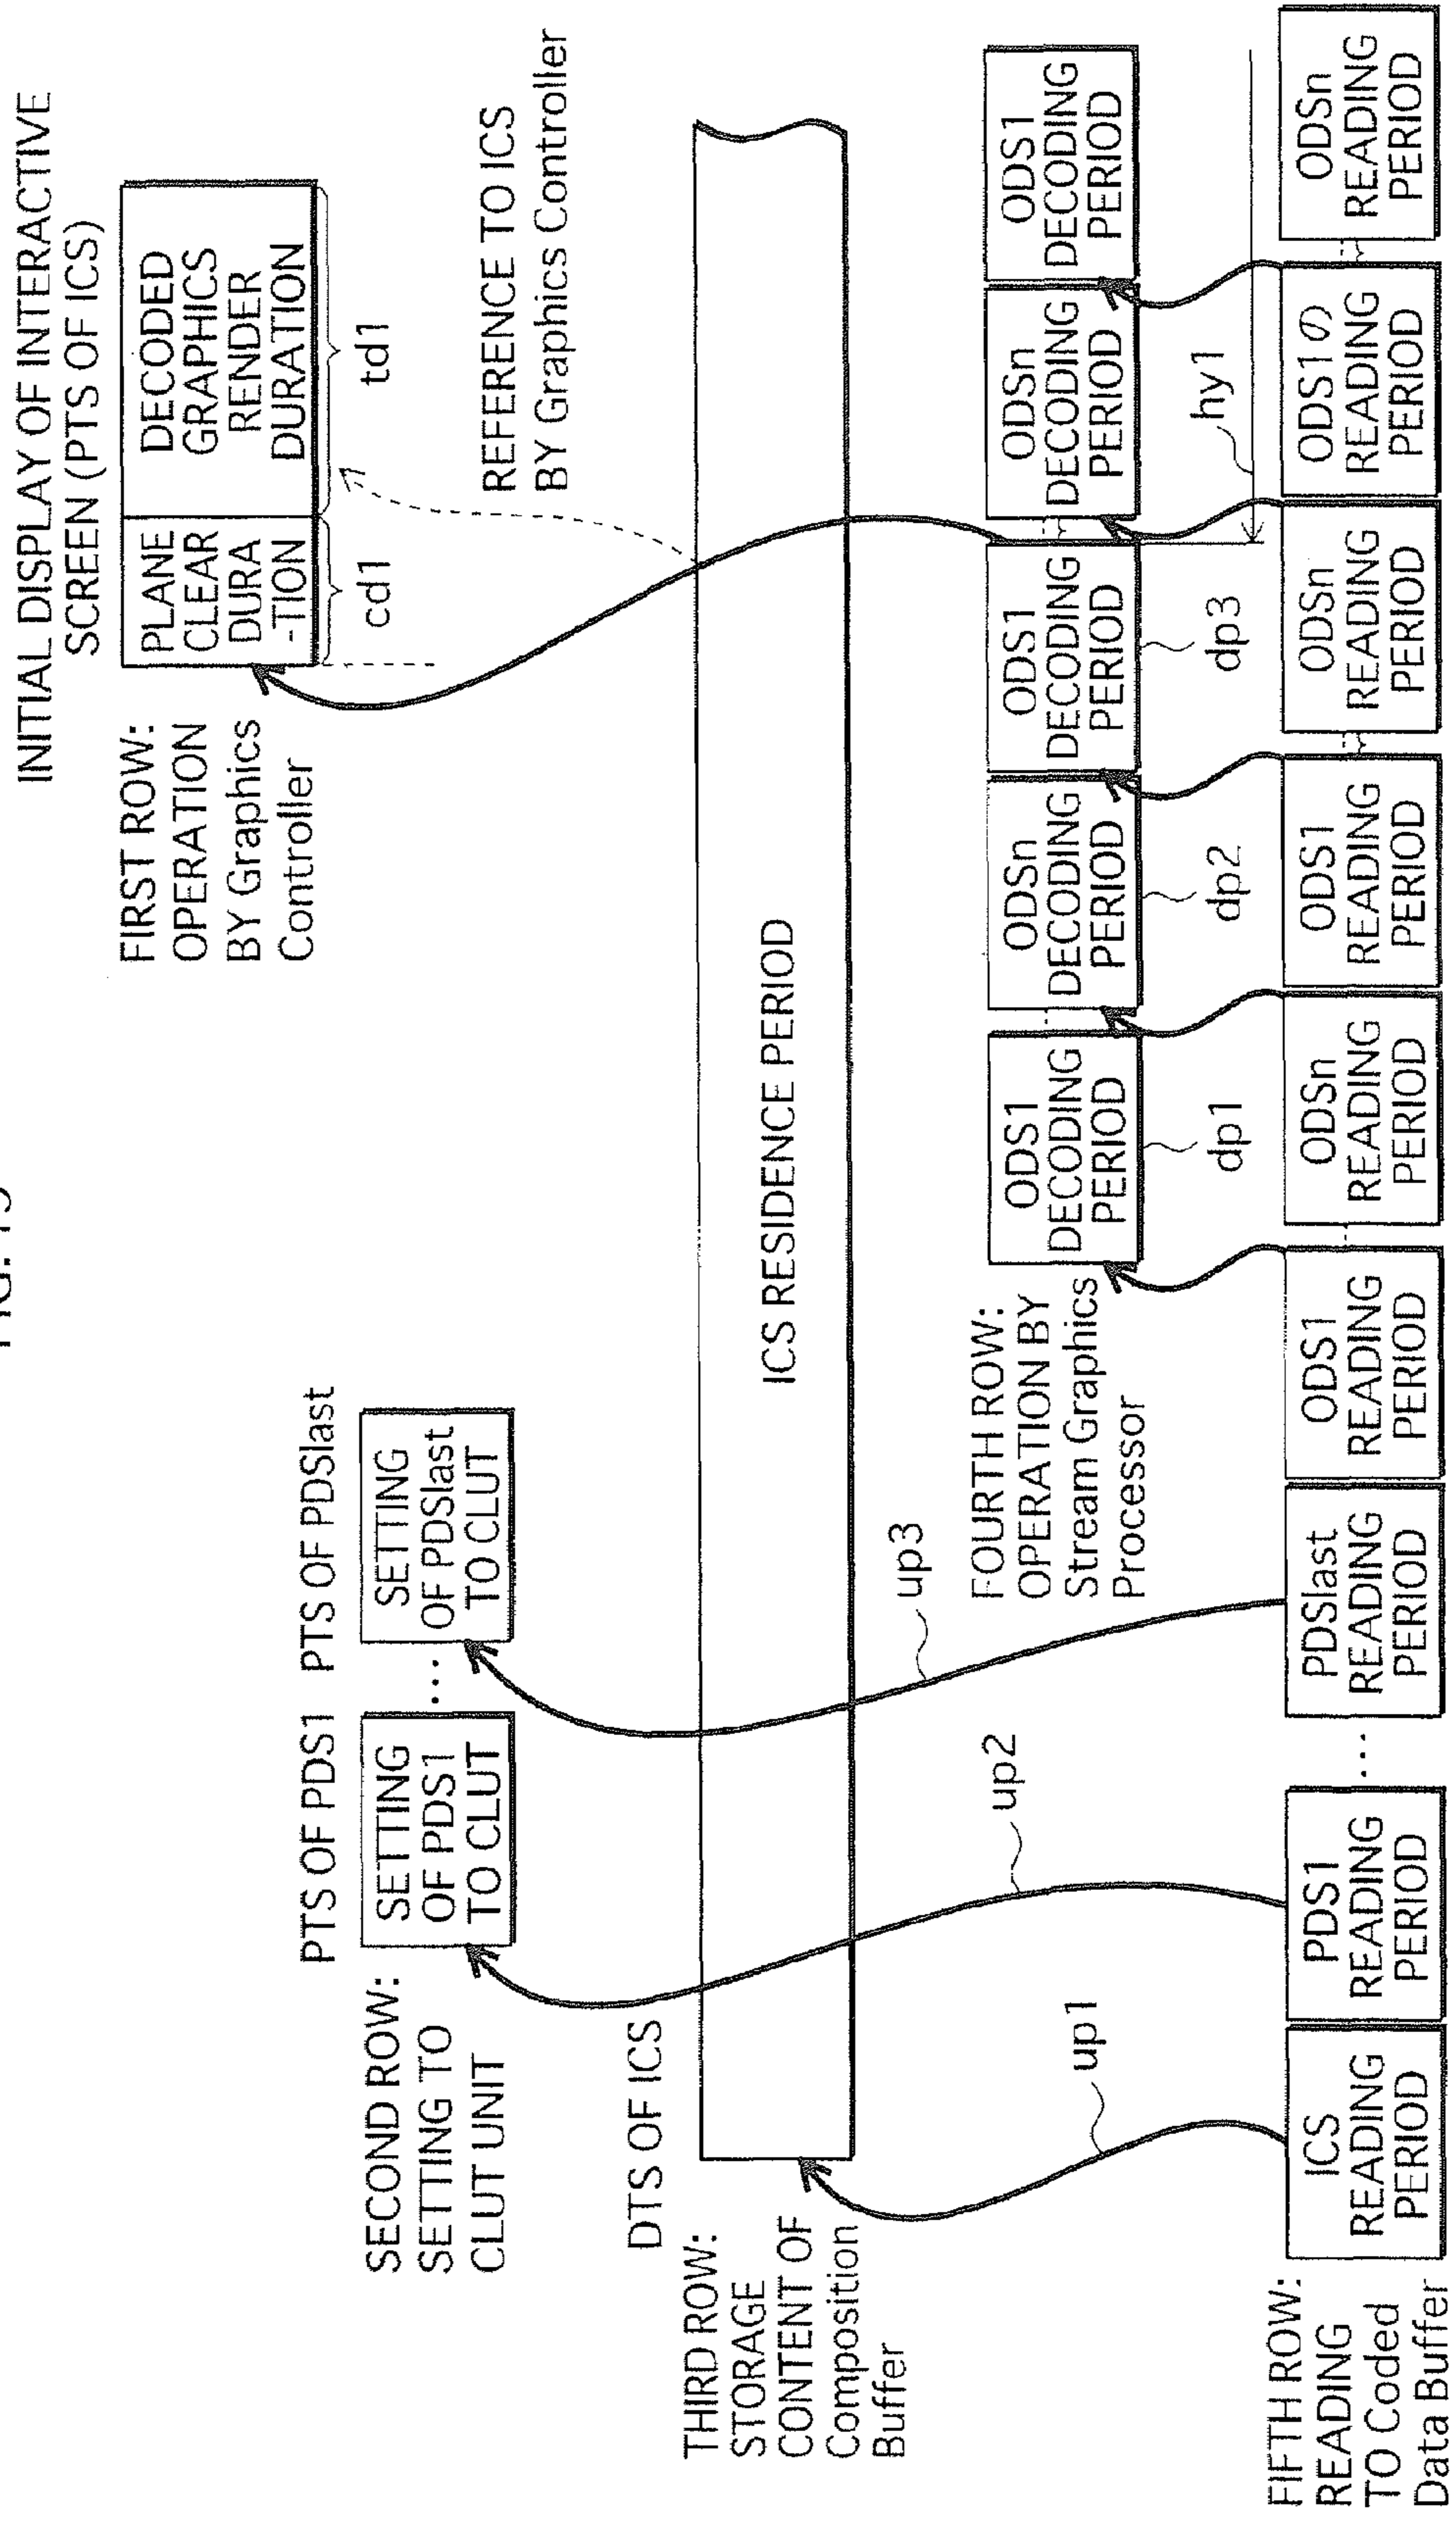 INITIAL DISPLAY OF INTERACTIVE
SCREEN (PTS OF ICS)
FIRST ROW:
OPERATION
BY Graphics
Controller
PLANE
CLEAR
DURA
-TION
DECODED
GRAPHICS
RENDER
DURATION
cd1
td1
PTS OF PDS1
PTS OF PDSlast
SECOND ROW:
SETTING TO
CLUT UNIT
SETTING
OF PDS1
TO CLUT
...
SETTING
OF PDSlast
TO CLUT
REFERENCE TO ICS
BY Graphics Controller
DTS OF ICS
THIRD ROW:
STORAGE
CONTENT OF
Composition
Buffer
ICS RESIDENCE PERIOD
up1
up2
up3
FOURTH ROW:
OPERATION BY
Stream Graphics
Processor
ODS1
DECODING
PERIOD
ODSn
DECODING
PERIOD
ODS1
DECODING
PERIOD
ODSn
DECODING
PERIOD
ODS1
DECODING
PERIOD
dp1
dp2
dp3
hy1
FIFTH ROW:
READING
TO Coded
Data Buffer
ICS
READING
PERIOD
PDS1
READING
PERIOD
...
PDSlast
READING
PERIOD
ODS1
READING
PERIOD
ODSn
READING
PERIOD
ODS1
READING
PERIOD
ODSn
READING
PERIOD
ODS1の
READING
PERIOD
ODSn
READING
PERIOD